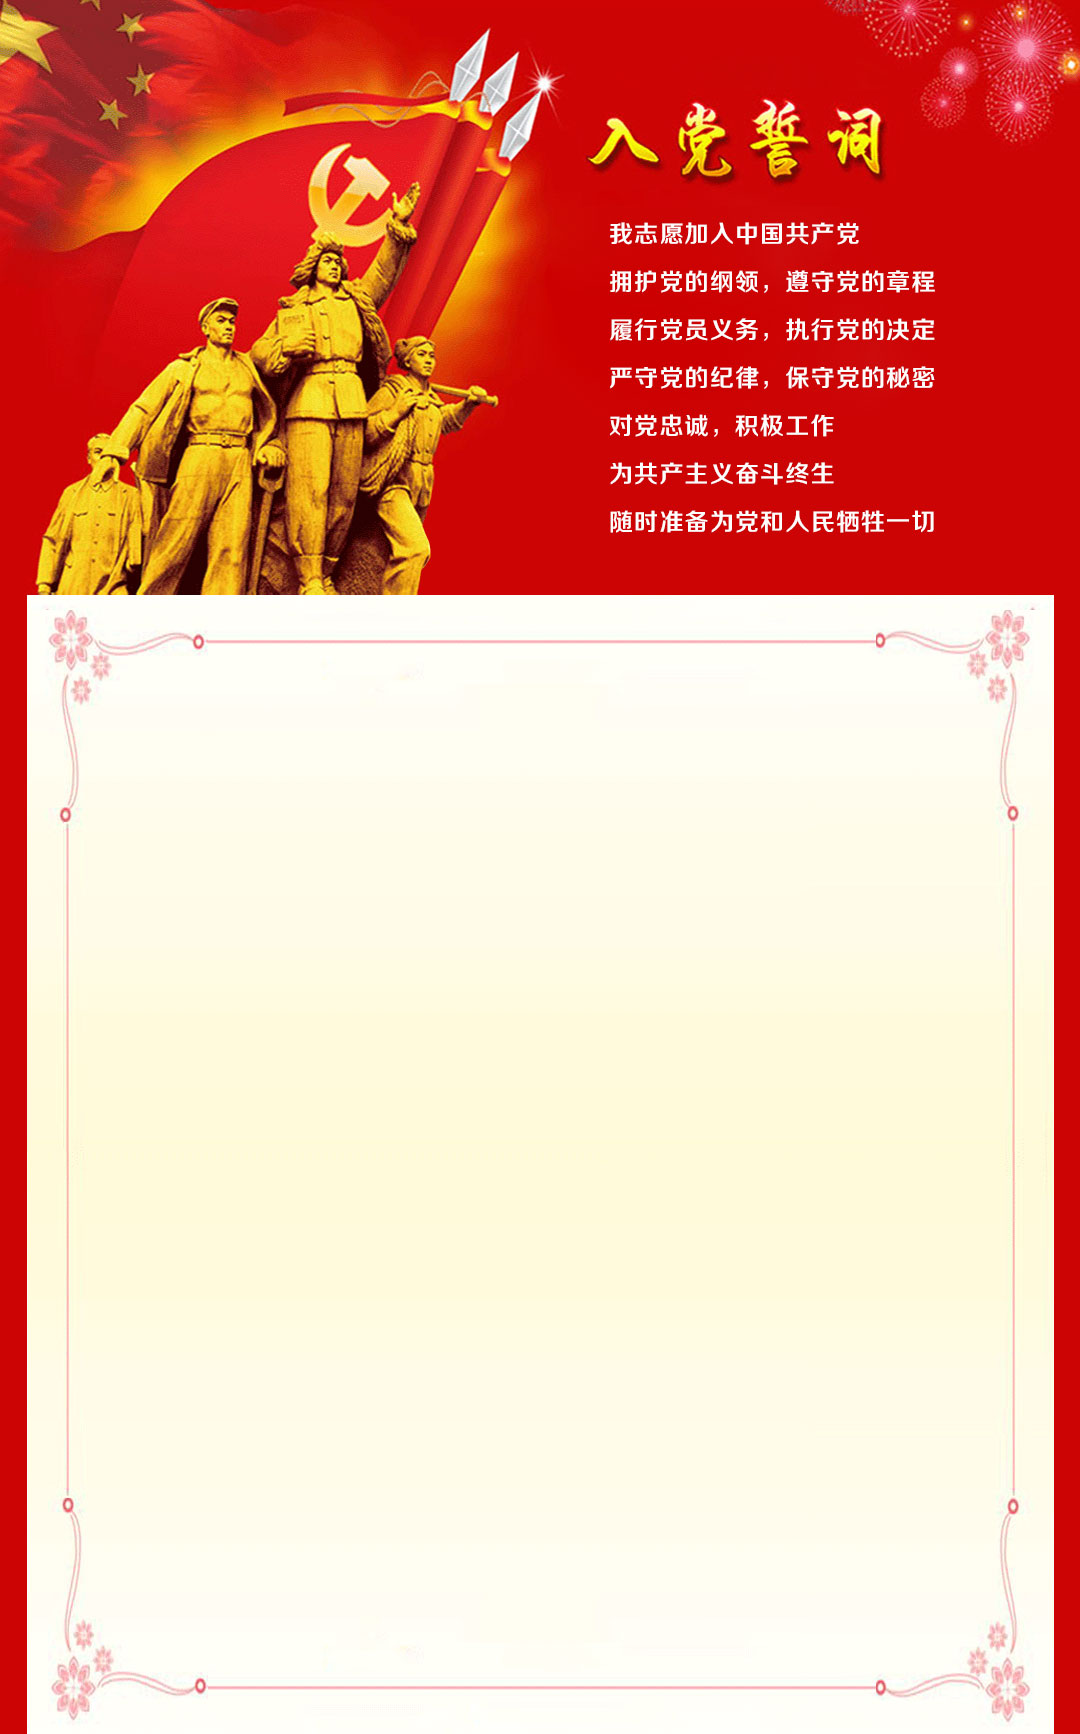 入党誓词
我志愿加入中国共产党
拥护党的纲领，遵守党的章程
履行党员义务，执行党的决定
严守党的纪律，保守党的秘密
对党忠诚，积极工作
为共产主义奋斗终生
随时准备为党和人民牺牲一切